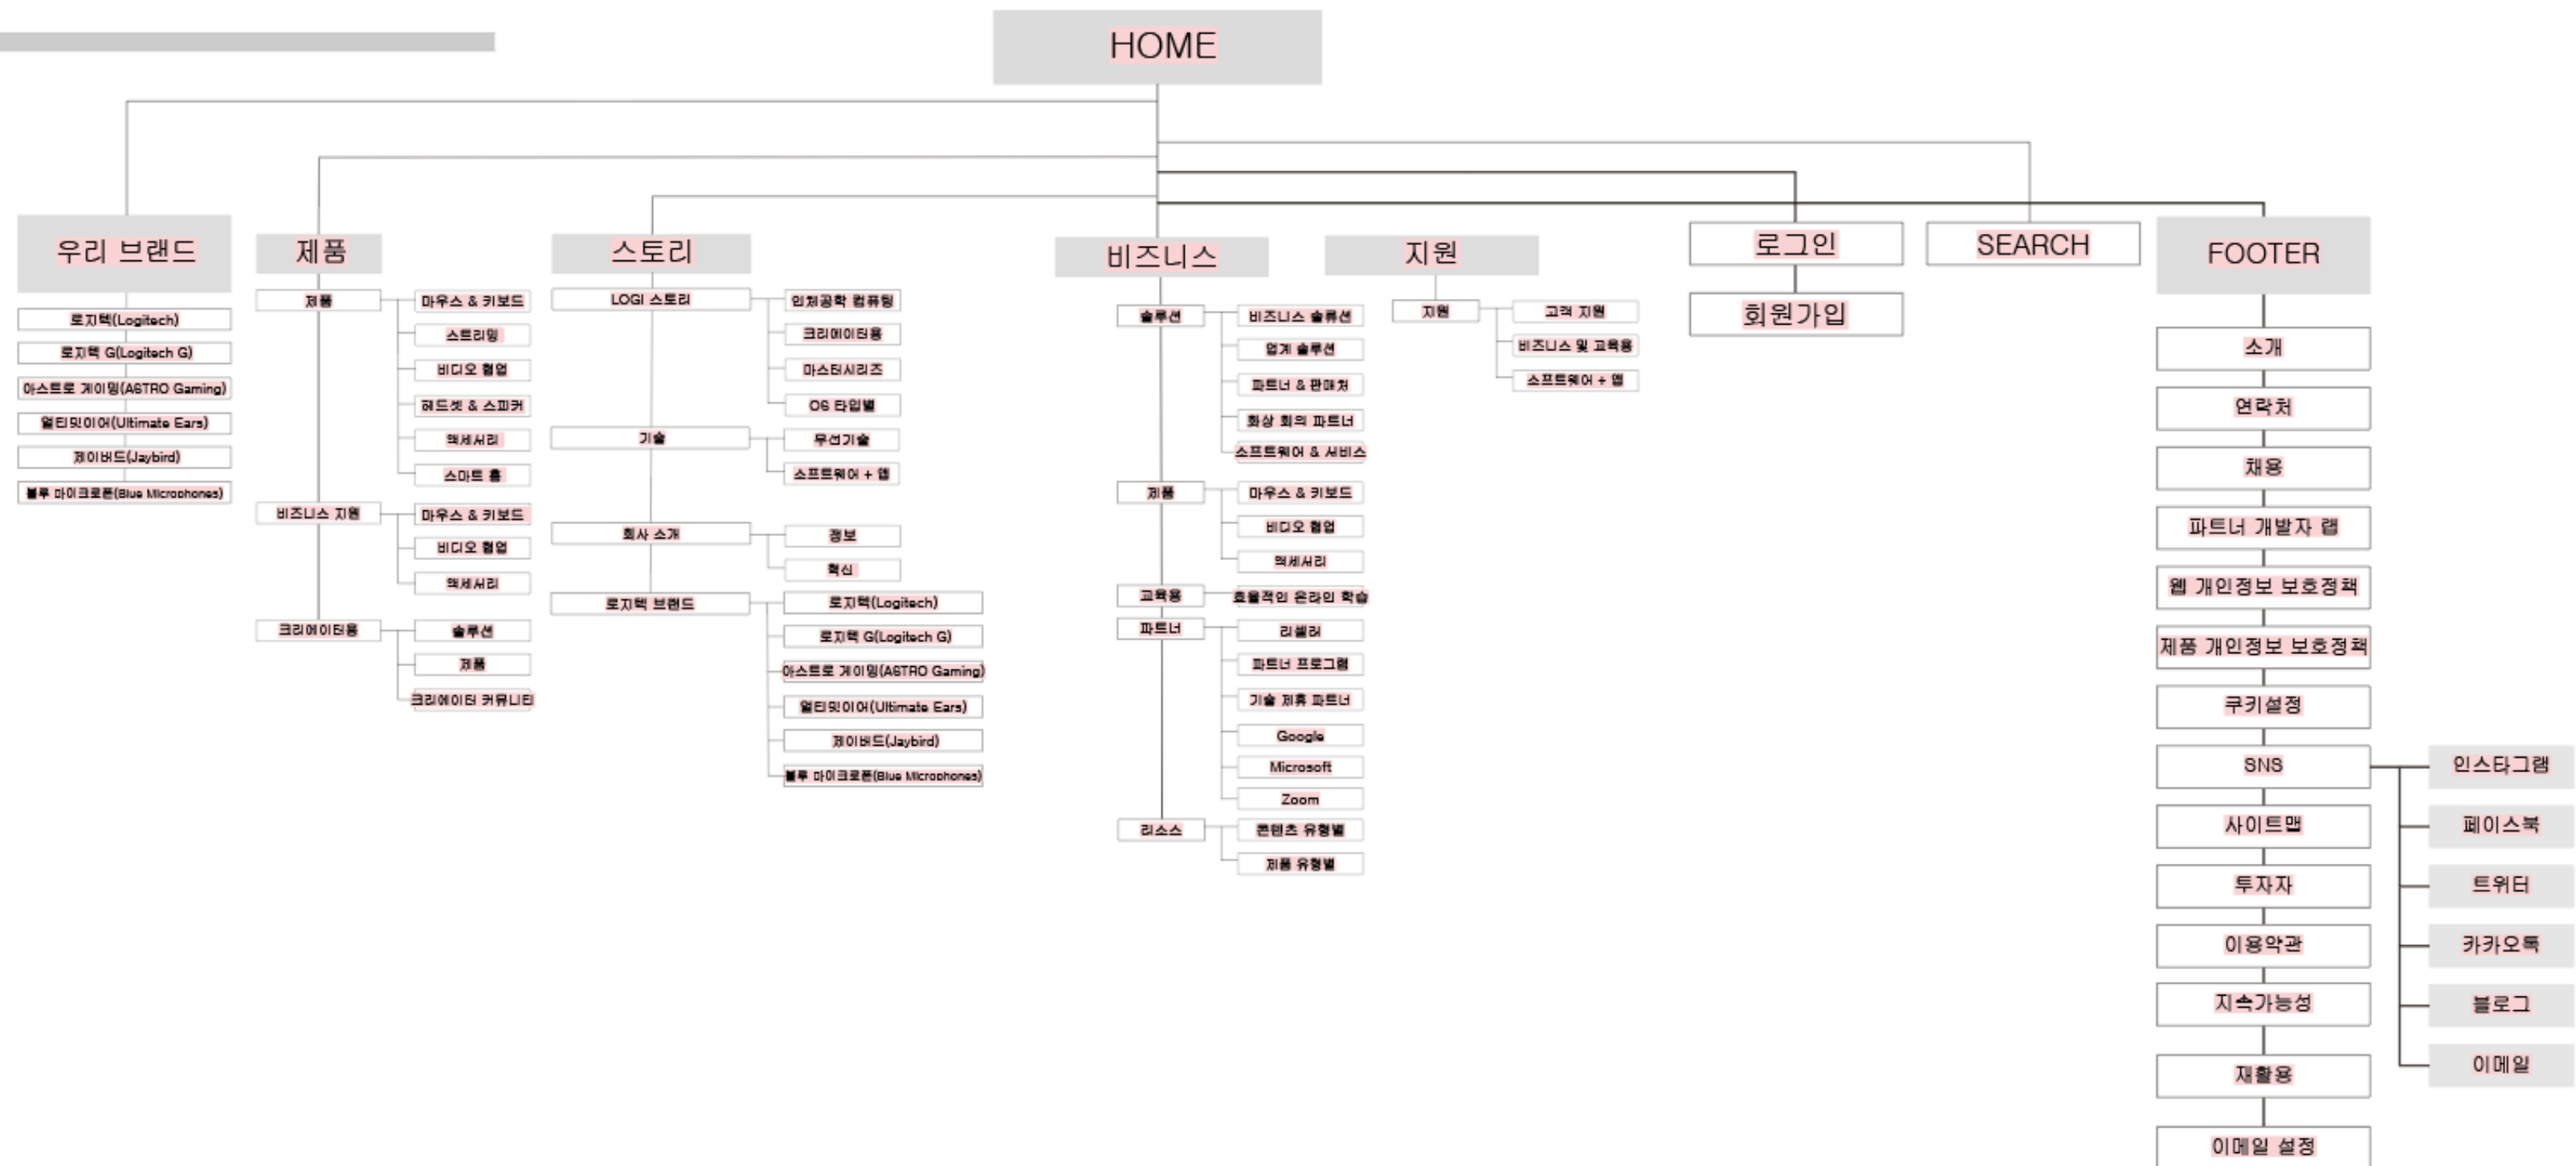 HOME
우리 브랜드
로지텍(Logitech)
로지텍 G(Logitech G)
아스트로 게이밍(ASTRO Gaming)
얼티밋이어(Ultimate Ears)
제이버드(Jaybird)
블루 마이크로폰(Blue Microphones)
제품
제품
마우스 & 키보드
스트리밍
비디오 협업
헤드셋 & 스피커
액세서리
스마트 홈
비즈니스 지원
마우스 & 키보드
비디오 협업
액세서리
크리에이터용
솔루션
제품
크리에이터 커뮤니티
스토리
LOGI 스토리
인체공학 컴퓨팅
크리에이터용
마스터시리즈
OS 타입별
기술
무선기술
소프트웨어 + 앱
회사 소개
정보
혁신
로지텍 브랜드
로지텍(Logitech)
로지텍 G(Logitech G)
아스트로 게이밍(ASTRO Gaming)
얼티밋이어(Ultimate Ears)
제이버드(Jaybird)
블루 마이크로폰(Blue Microphones)
비즈니스
솔루션
비즈니스 솔루션
업계 솔루션
파트너 & 판매처
화상 회의 파트너
소프트웨어 & 서비스
제품
마우스 & 키보드
비디오 협업
액세서리
교육용
효율적인 온라인 학습
파트너
리셀러
파트너 프로그램
기술 제휴 파트너
Google
Microsoft
Zoom
리소스
콘텐츠 유형별
제품 유형별
지원
지원
고객 지원
비즈니스 및 교육용
소프트웨어 + 앱
로그인
회원가입
SEARCH
FOOTER
소개
연락처
채용
파트너 개발자 랩
웹 개인정보 보호정책
제품 개인정보 보호정책
쿠키설정
SNS
인스타그램
페이스북
트위터
카카오톡
블로그
이메일
사이트맵
투자자
이용약관
지속가능성
재활용
이메일 설정